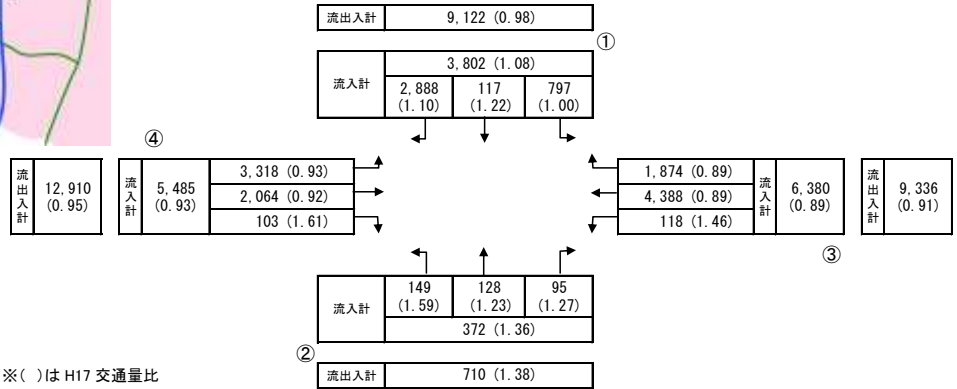 流出入計 9,122 (0.98)
①
流入計 3,802 (1.08)
2,888 117 797
(1.10) (1.22) (1.00)
④
流出入計 12,910 (0.95)
流入計 5,485 (0.93)
3,318 (0.93)
2,064 (0.92)
103 (1.61)
1,874 (0.89)
4,388 (0.89)
118 (1.46)
流入計 6,380 (0.89)
流出入計 9,336 (0.91)
③
流入計
149 128 95
(1.59) (1.23) (1.27)
372 (1.36)
②
流出入計 710 (1.38)
※( )は H17 交通量比